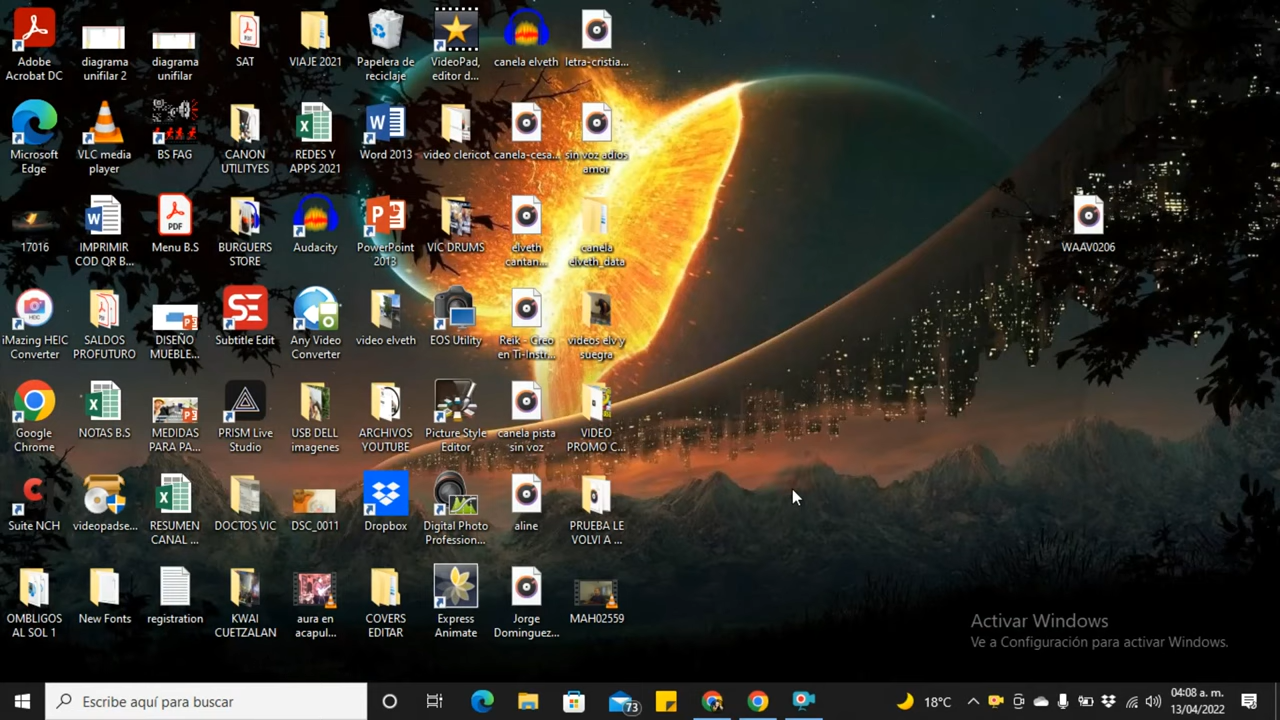 Adobe
Acrobat DC
diagrama
unifilar 2
diagrama
unifilar
SAT
VIAJE 2021
Papelera de
reciclaje
VideoPad,
editor d...
canela elveth
letra-cristia...
Microsoft
Edge
VLC media
player
BS FAG
CANON
UTILITYES
REDES Y
APPS 2021
Word 2013
video clericot
canela-cesa...
sin voz adios
amor
17016
IMPRIMIR
COD QR B...
Menu B.S
BURGUERS
STORE
Audacity
PowerPoint
2013
VIC DRUMS
elveth
cantan...
canela
elveth_data
WAAV0206
iMazing HEIC
Converter
SALDOS
PROFUTURO
DISEÑO
MUEBLE...
Subtitle Edit
Any Video
Converter
video elveth
EOS Utility
Reik - Creo
en Ti-Instr...
videos elv y
suegra
Google
Chrome
NOTAS B.S
MEDIDAS
PARA PA...
PRISM Live
Studio
USB DELL
imagenes
ARCHIVOS
YOUTUBE
Picture Style
Editor
canela pista
sin voz
VIDEO
PROMO C...
Suite NCH
videopadse...
RESUMEN
CANAL ...
DOCTOS VIC
DSC_0011
Dropbox
Digital Photo
Profession...
aline
PRUEBA LE
VOLVI A ...
OMBLIGOS
AL SOL 1
New Fonts
registration
KWAI
CUETZALAN
aura en
acapul...
COVERS
EDITAR
Express
Animate
Jorge
Dominguez...
MAH02559
Activar Windows
Ve a Configuración para activar Windows.
Escribe aquí para buscar
73
18°C
04:08 a. m.
13/04/2022